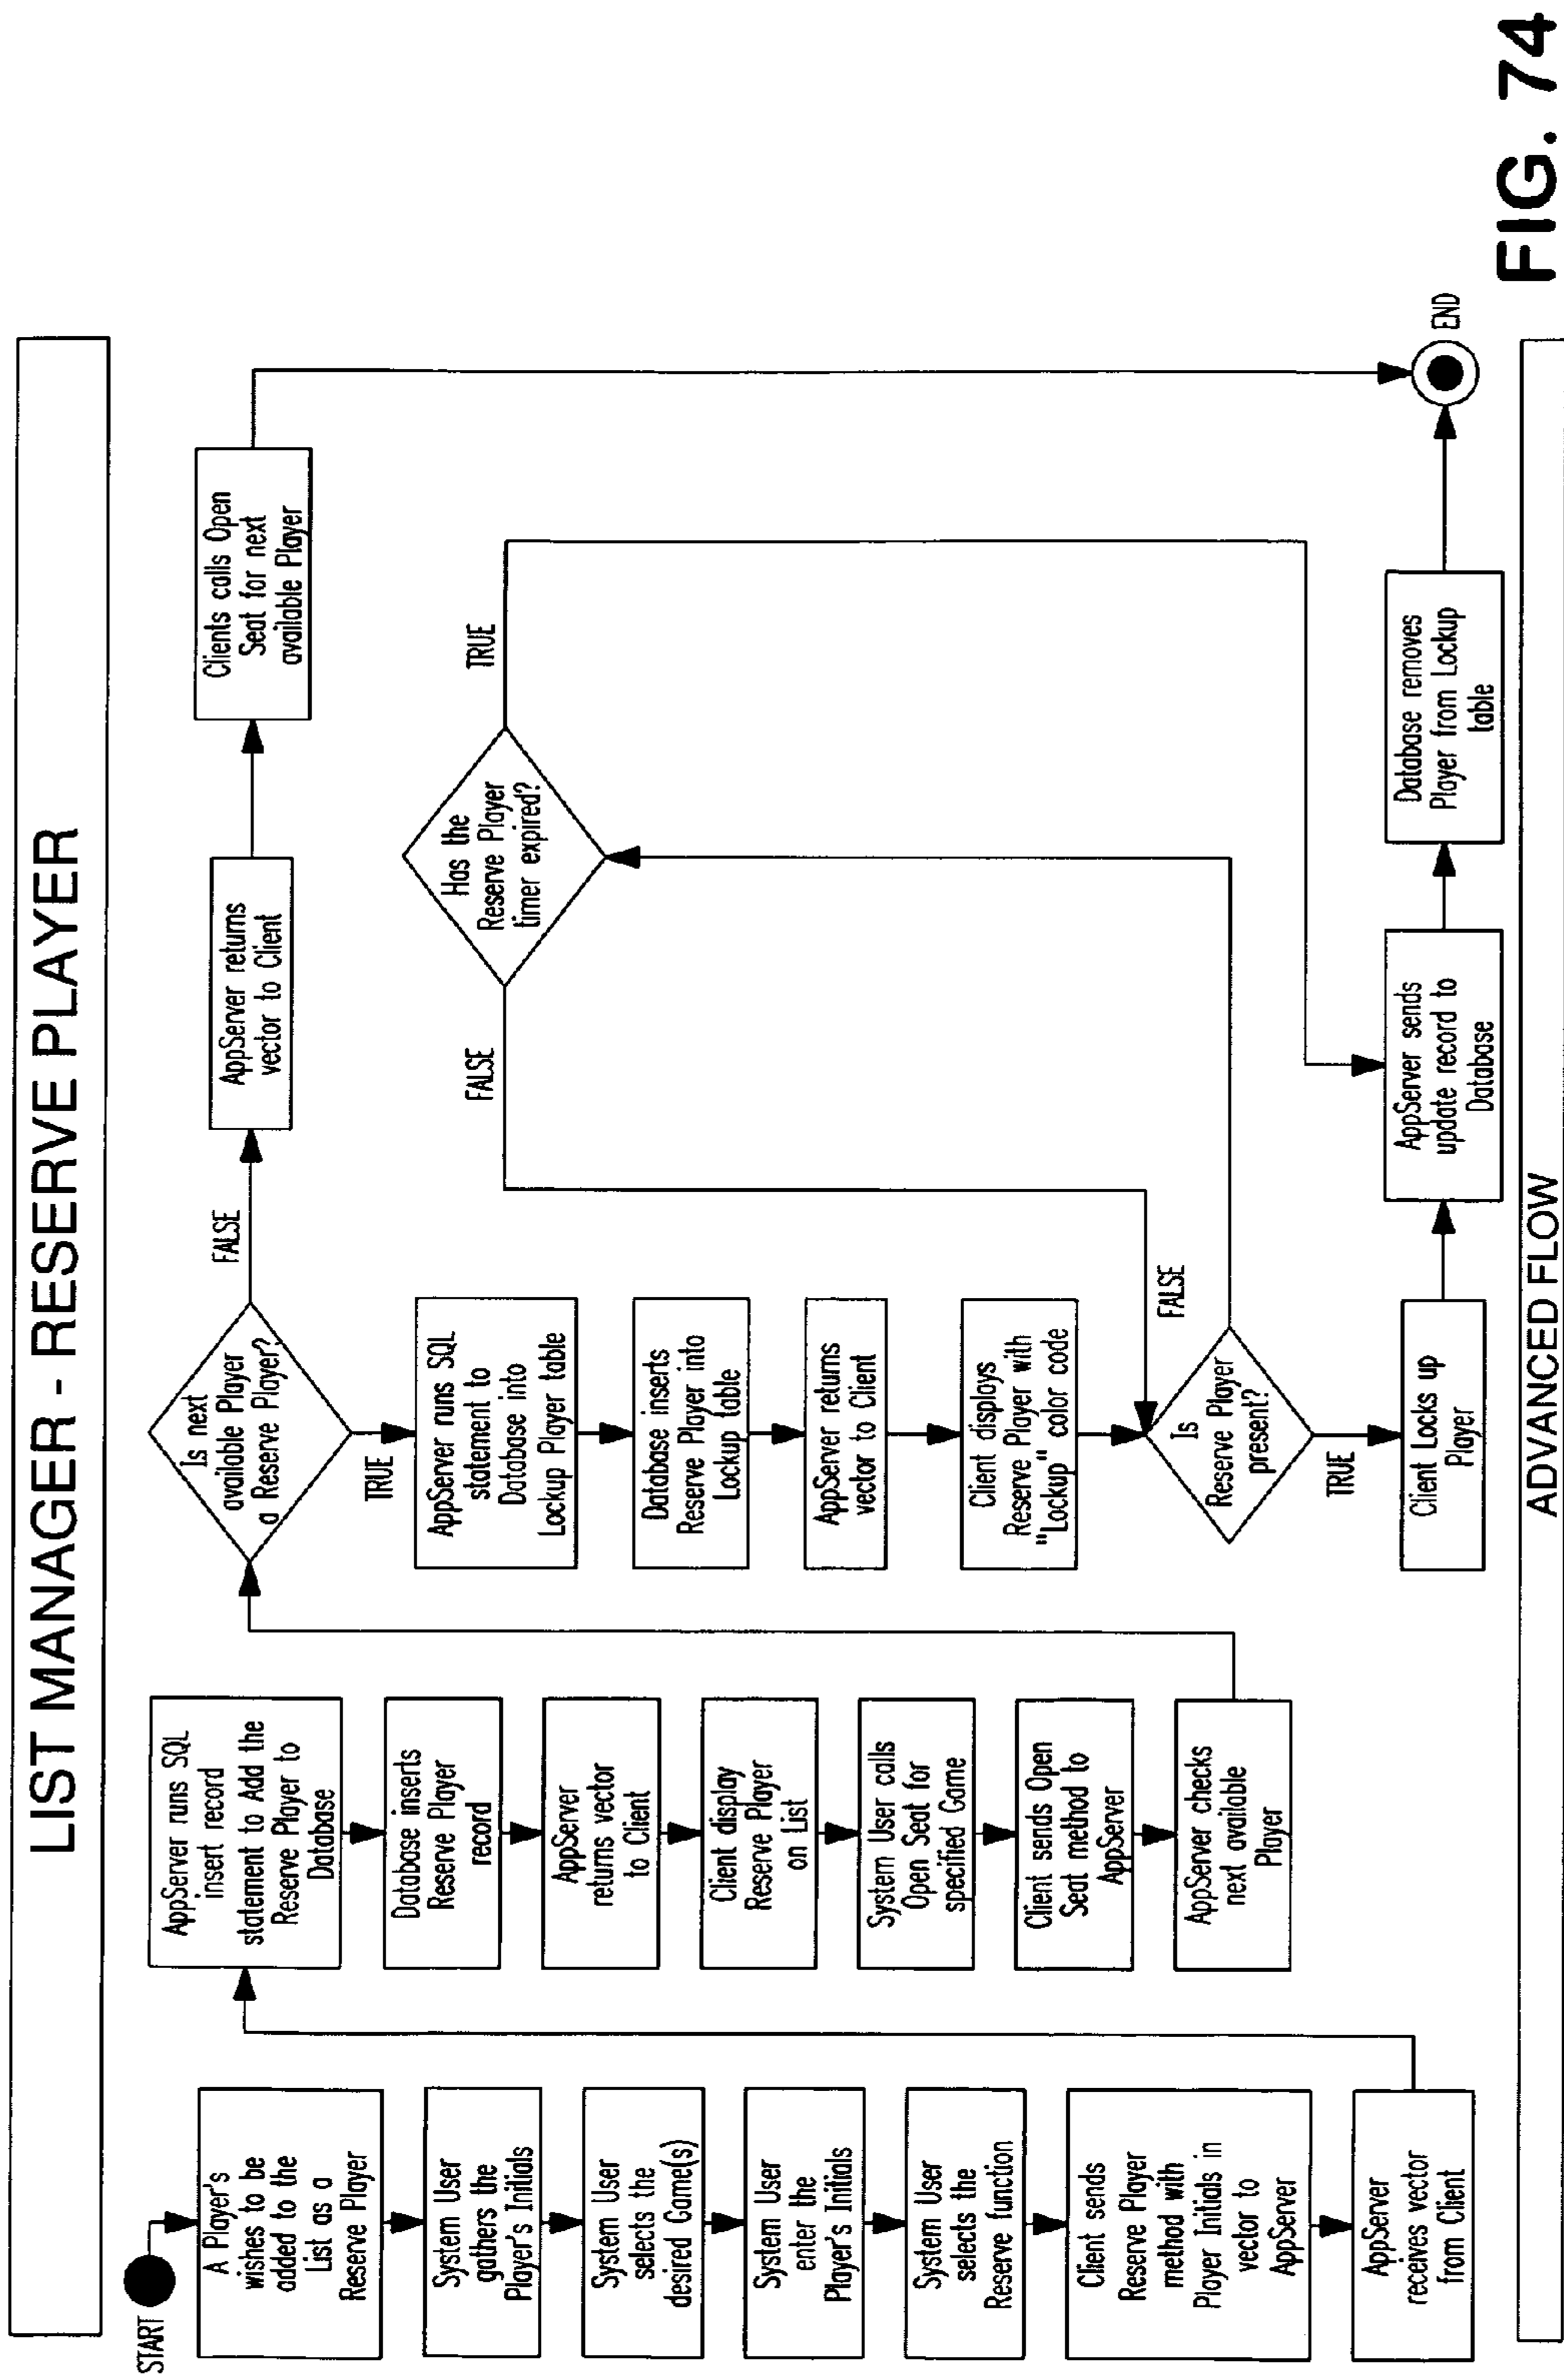 LIST MANAGER - RESERVE PLAYER
START
A Player's
wishes to be
added to the
List as a
Reserve Player
System User
gathers the
Player's Initials
System User
selects the
desired Game(s)
System User
enter the
Player's Initials
System User
selects the
Reserve function
Client sends
Reserve Player
method with
Player Initials in
vector to
AppServer
AppServer
receives vector
from Client
AppServer runs SQL
insert record
statement to Add the
Reserve Player to
Database
Database inserts
Reserve Player
record
AppServer
returns vector
to Client
Client display
Reserve Player
on List
System User calls
Open Seat for
specified Game
Client sends Open
Seat method to
AppServer
AppServer checks
next available
Player
Is next
available Player
a Reserve Player?
FALSE
TRUE
AppServer runs SQL
statement to
Database into
Lockup Player table
Database inserts
Reserve Player into
Lockup table
AppServer returns
vector to Client
Client displays
Reserve Player with
"Lockup" color code
Is
Reserve Player
present?
FALSE
TRUE
Client Locks up
Player
AppServer returns
vector to Client
Clients calls Open
Seat for next
available Player
Has the
Reserve Player
timer expired?
FALSE
TRUE
AppServer sends
update record to
Database
Database removes
Player from Lockup
table
END
ADVANCED FLOW
FIG. 74